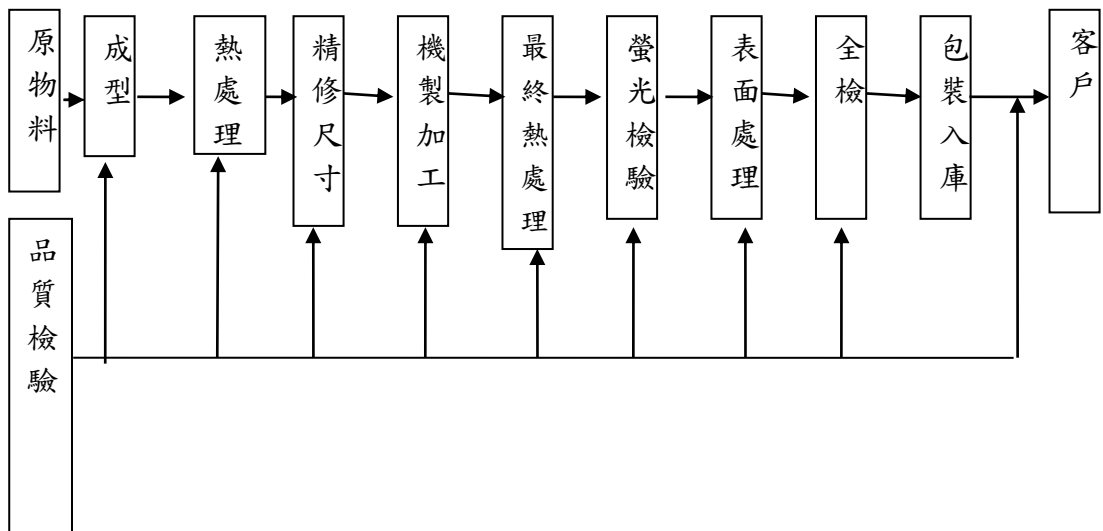 原物料
成型
熱處理
精修尺寸
機製加工
最終熱處理
螢光檢驗
表面處理
全檢
包裝入庫
客戶
品質檢驗